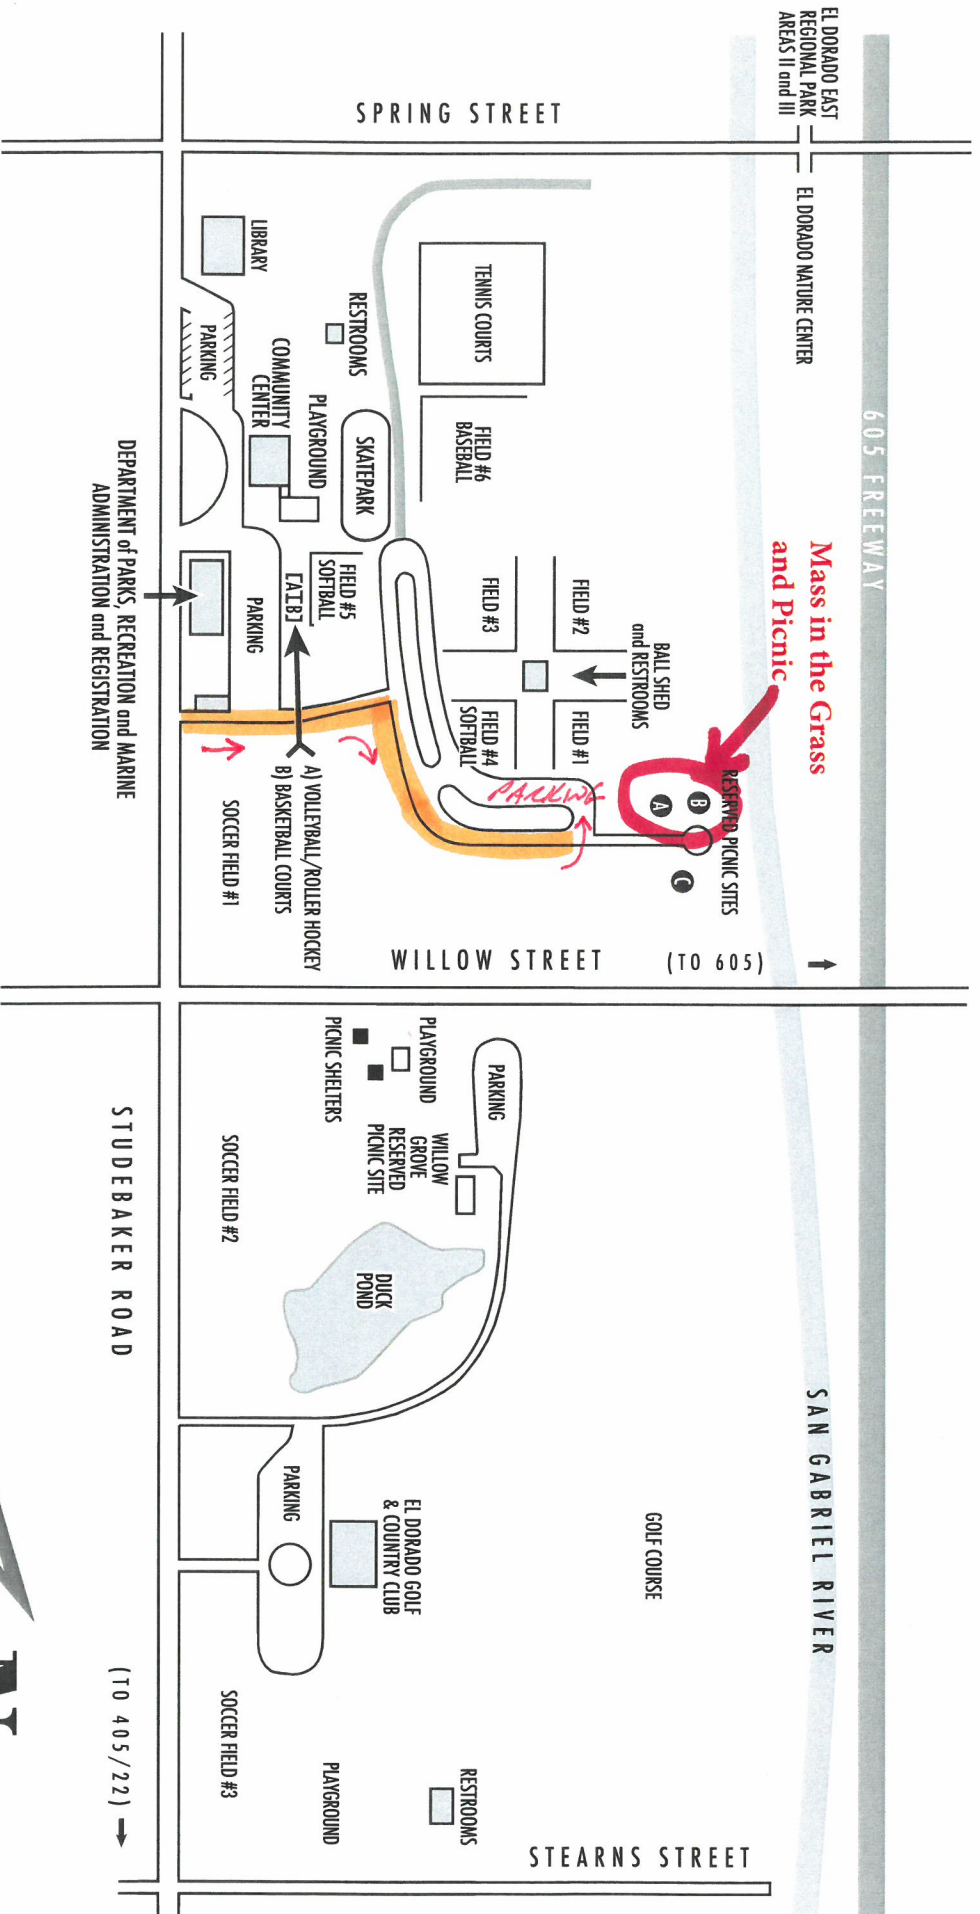 EL DORADO EAST
REGIONAL PARK
AREAS II and III
SPRING STREET
EL DORADO NATURE CENTER
605 FREEWAY
LIBRARY
TENNIS COURTS
RESTROOMS
PARKING
COMMUNITY
CENTER
PLAYGROUND
SKATEPARK
FIELD #6
BASEBALL
DEPARTMENT of PARKS, RECREATION and MARINE
ADMINISTRATION and REGISTRATION
PARKING
FIELD #5
SOFTBALL
[A|B]
FIELD #3
FIELD #2
BALL SHED
and RESTROOMS
FIELD #4
SOFTBALL
FIELD #1
Mass in the Grass
and Picnic
PARKING
RESERVED PICNIC SITES
A
B
C
A) VOLLEYBALL/ROLLER HOCKEY
B) BASKETBALL COURTS
SOCCER FIELD #1
WILLOW STREET
(TO 605)
PLAYGROUND
PICNIC SHELTERS
PARKING
WILLOW
GROVE
RESERVED
PICNIC SITE
SOCCER FIELD #2
DUCK
POND
STUDEBAKER ROAD
SAN GABRIEL RIVER
PARKING
EL DORADO GOLF
& COUNTRY CLUB
GOLF COURSE
SOCCER FIELD #3
PLAYGROUND
RESTROOMS
(TO 405/22)
STEARNS STREET
N